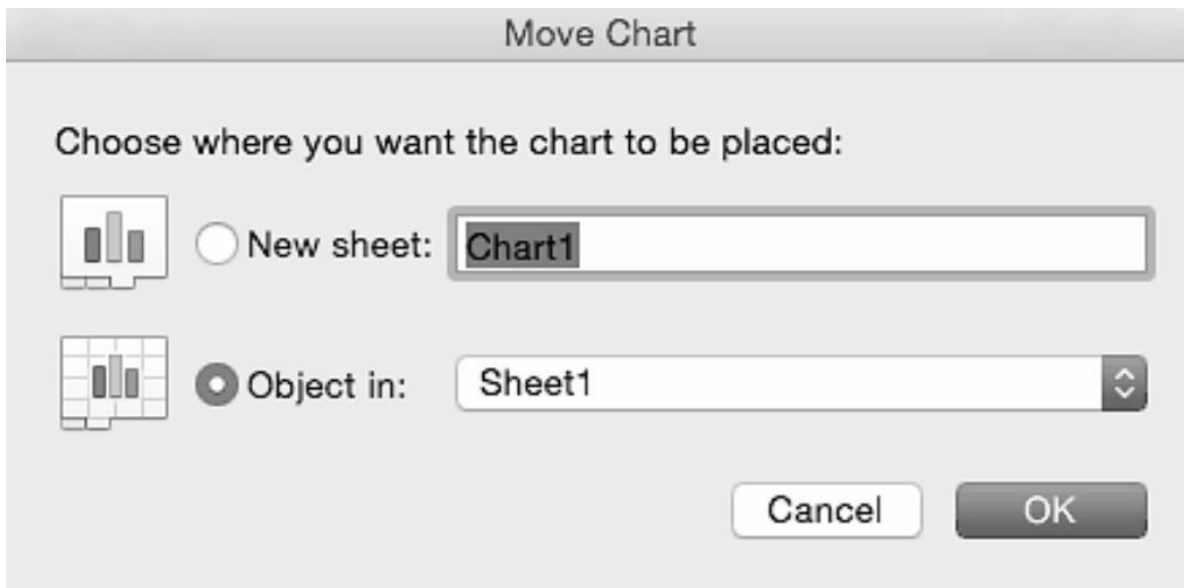 Move Chart
Choose where you want the chart to be placed:
New sheet: Chart1
Object in: Sheet1
Cancel OK